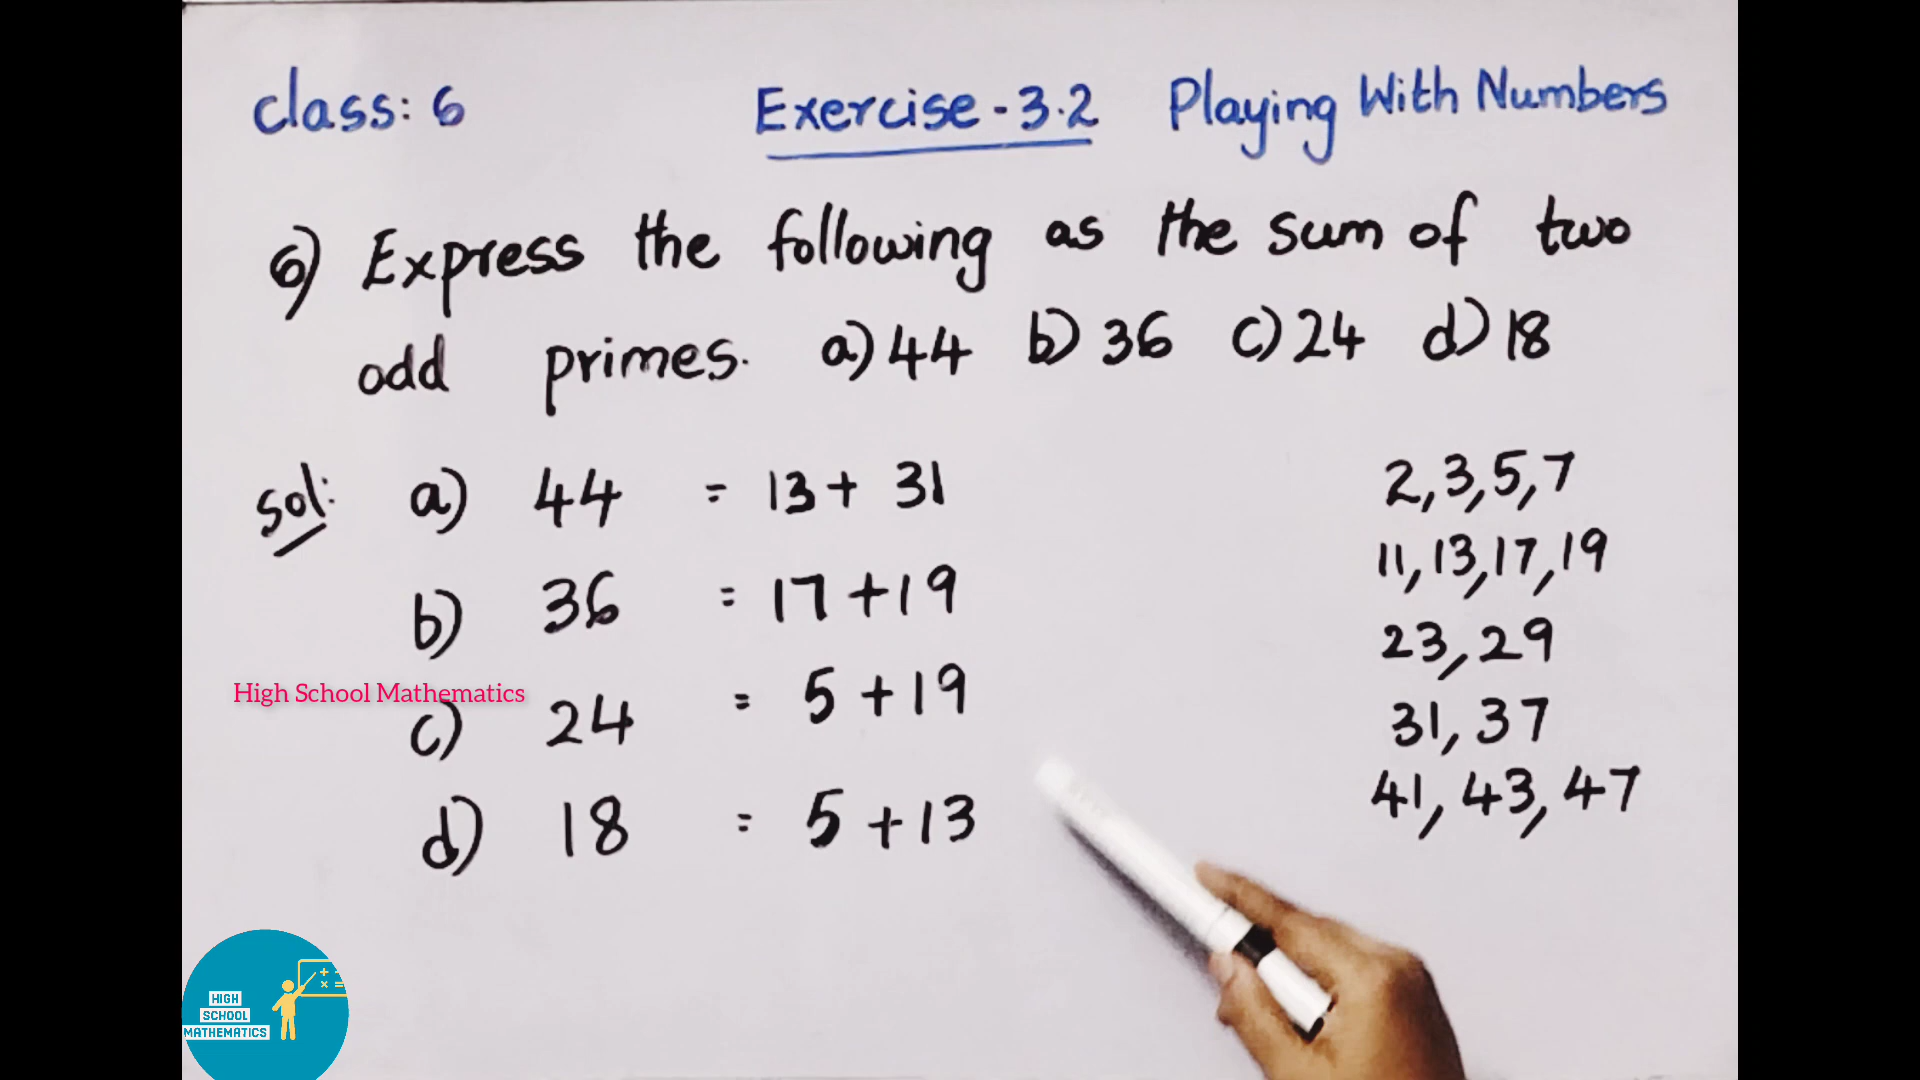 class: 6 Exercise - 3.2 Playing With Numbers
6) Express the following as the sum of two
odd primes. a) 44 b) 36 c) 24 d) 18
Sol: a) 44 = 13 + 31
b) 36 = 17 + 19
c) 24 = 5 + 19
d) 18 = 5 + 13
2, 3, 5, 7
11, 13, 17, 19
23, 29
31, 37
41, 43, 47
High School Mathematics
HIGH
SCHOOL
MATHEMATICS
+ -
× =